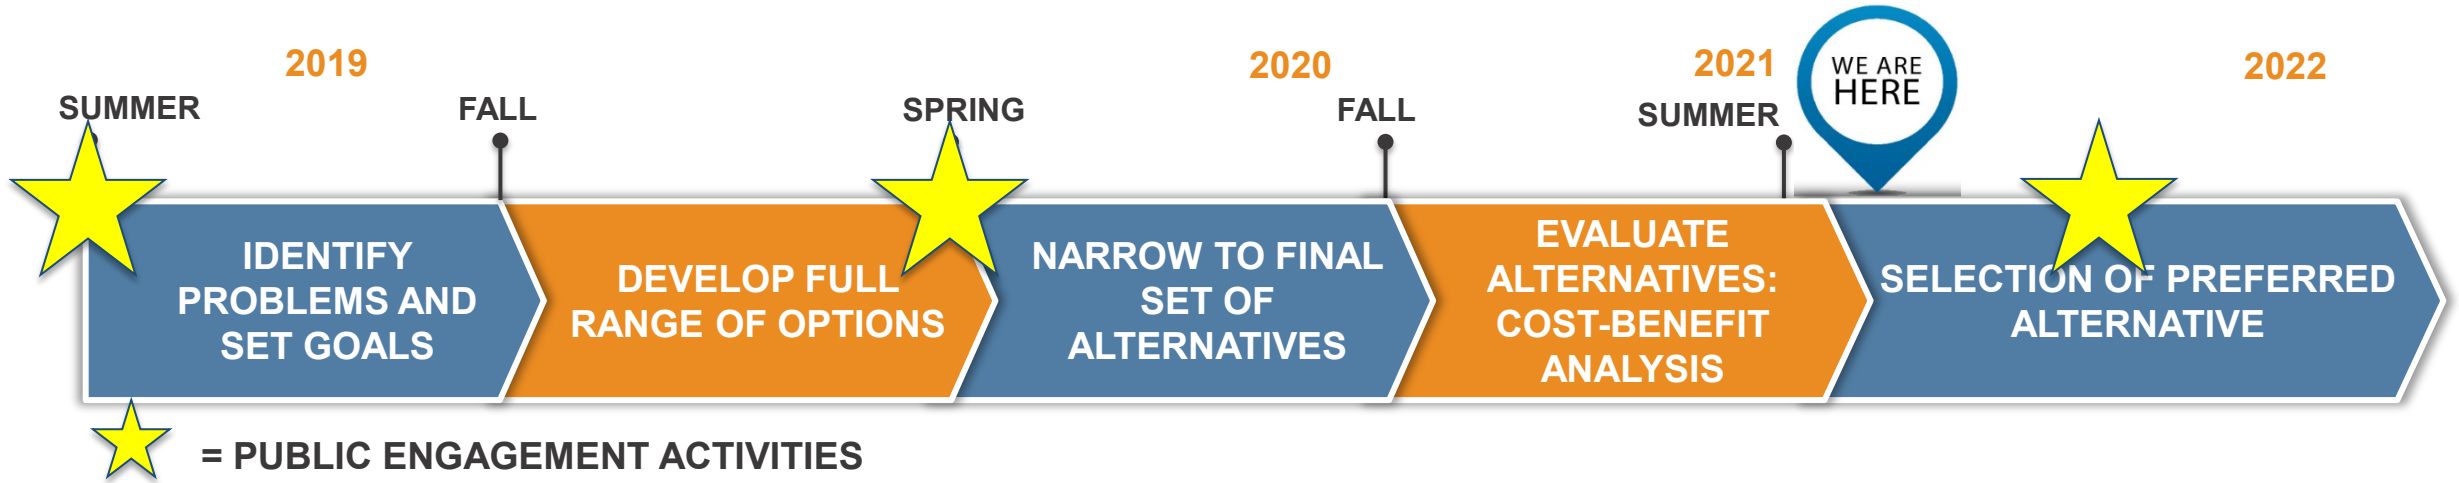 2019
2020
2021
2022
SUMMER
FALL
SPRING
FALL
SUMMER
WE ARE
HERE
IDENTIFY
PROBLEMS AND
SET GOALS
DEVELOP FULL
RANGE OF OPTIONS
NARROW TO FINAL
SET OF
ALTERNATIVES
EVALUATE
ALTERNATIVES:
COST-BENEFIT
ANALYSIS
SELECTION OF PREFERRED
ALTERNATIVE
= PUBLIC ENGAGEMENT ACTIVITIES